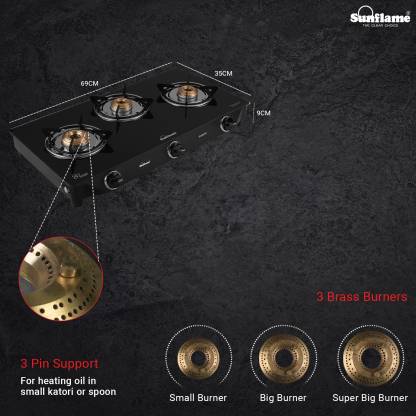 Sunflame
THE CLEAR CHOICE
69CM
35CM
9CM
3 Brass Burners
3 Pin Support
For heating oil in
small katori or spoon
Small Burner
Big Burner
Super Big Burner